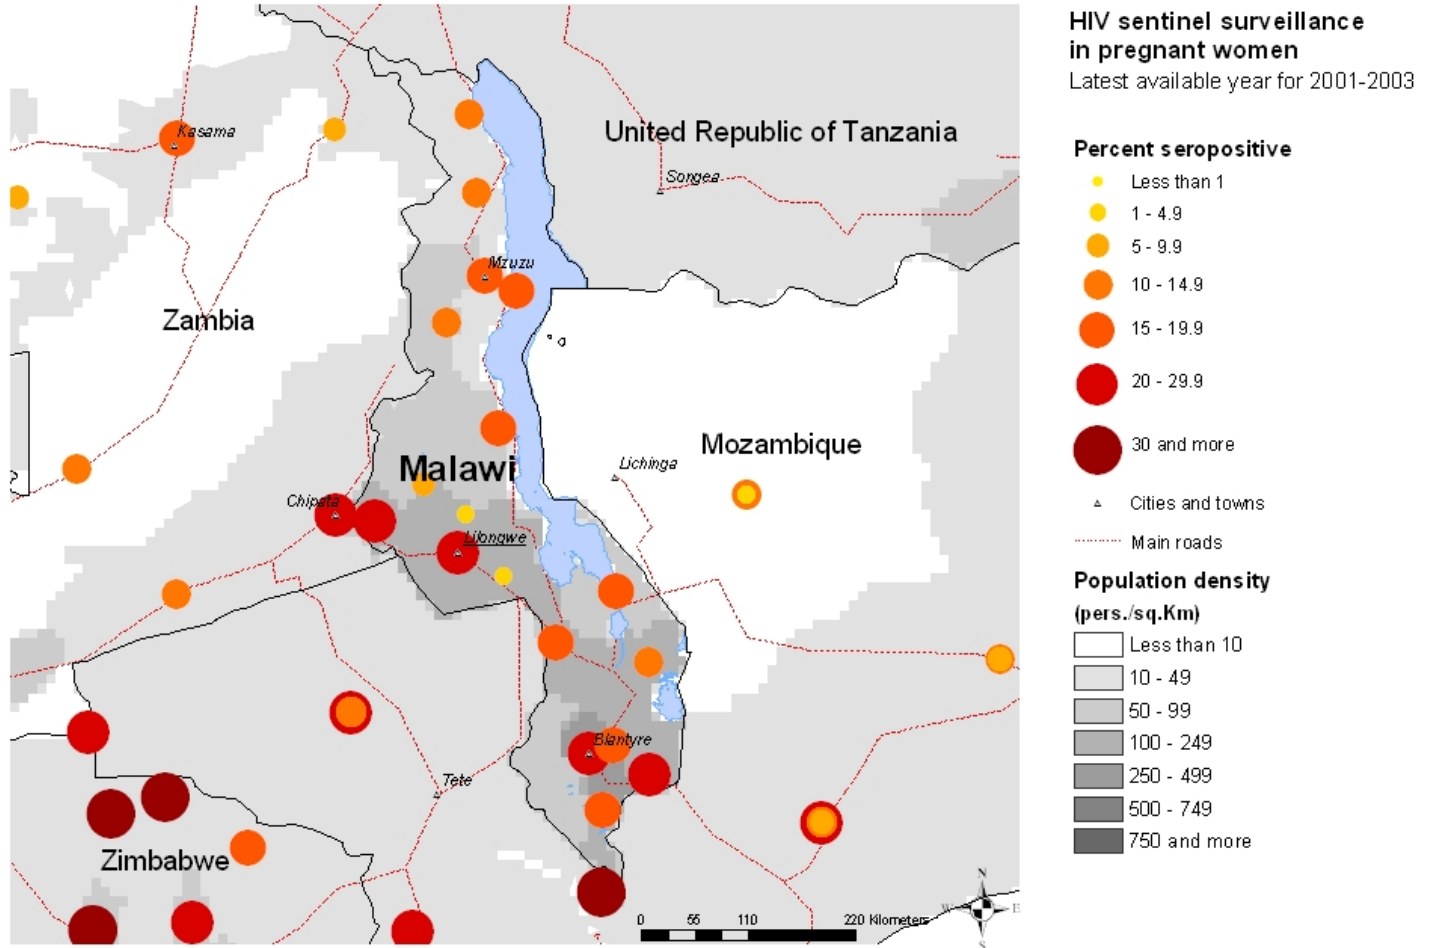 HIV sentinel surveillance
in pregnant women
Latest available year for 2001-2003
Percent seropositive
Less than 1
1 - 4.9
5 - 9.9
10 - 14.9
15 - 19.9
20 - 29.9
30 and more
Cities and towns
Main roads
Population density
(pers./sq.Km)
Less than 10
10 - 49
50 - 99
100 - 249
250 - 499
500 - 749
750 and more
Kasama
United Republic of Tanzania
Songea
Mzuzu
Zambia
Mozambique
Lichinga
Malawi
Chipata
Lilongwe
Blantyre
Tete
Zimbabwe
0 55 110 220 Kilometers
N
W E
S